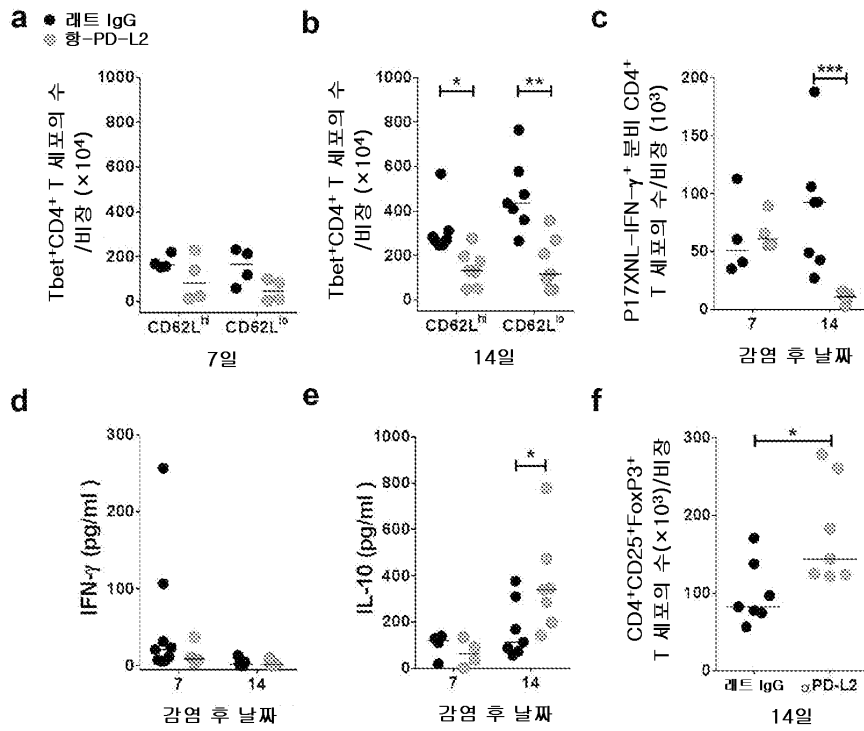 a
● 래트 IgG
항-PD-L2
Tbet⁺CD4⁺ T 세포의 수
/비장 (×10⁴)
1000
800
600
400
200
0
CD62Lʰⁱ
CD62Lˡᵒ
7일
b
Tbet⁺CD4⁺ T 세포의 수
/비장 (×10⁴)
1000
800
600
400
200
0
*
**
CD62Lʰⁱ
CD62Lˡᵒ
14일
c
P17XNL-IFN-γ⁺ 분비 CD4⁺
T 세포의 수/비장 (10³)
200
150
100
50
0
***
7
14
감염 후 날짜
d
IFN-γ (pg/ml )
300
200
100
0
7
14
감염 후 날짜
e
IL-10 (pg/ml )
1000
800
600
400
200
0
*
7
14
감염 후 날짜
f
CD4⁺CD25⁺FoxP3⁺
T 세포의 수(×10³)/비장
300
200
100
0
*
래트 IgG
αPD-L2
14일